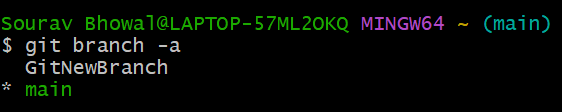 Sourav Bhowal@LAPTOP-57ML2OKQ MINGW64 ~ (main)
$ git branch -a
  GitNewBranch
* main